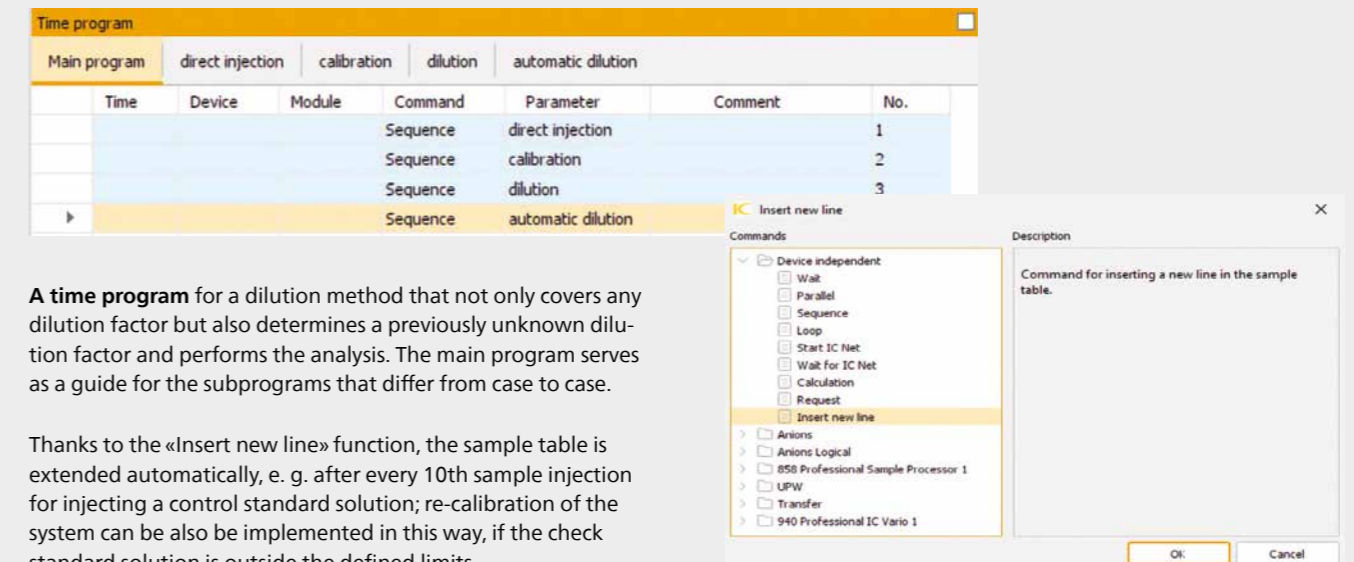 Time program
Main program direct injection calibration dilution automatic dilution
Time Device Module Command Parameter Comment No.
Sequence direct injection 1
Sequence calibration 2
Sequence dilution 3
Sequence automatic dilution
A time program for a dilution method that not only covers any
dilution factor but also determines a previously unknown dilu-
tion factor and performs the analysis. The main program serves
as a guide for the subprograms that differ from case to case.
Thanks to the «Insert new line» function, the sample table is
extended automatically, e. g. after every 10th sample injection
for injecting a control standard solution; re-calibration of the
system can be also be implemented in this way, if the check
standard solution is outside the defined limits.
IC Insert new line
Commands
Device independent
Wait
Parallel
Sequence
Loop
Start IC Net
Wait for IC Net
Calculation
Request
Insert new line
Anions
Anions Logical
858 Professional Sample Processor 1
UPW
Transfer
940 Professional IC Vario 1
Description
Command for inserting a new line in the sample
table.
OK Cancel